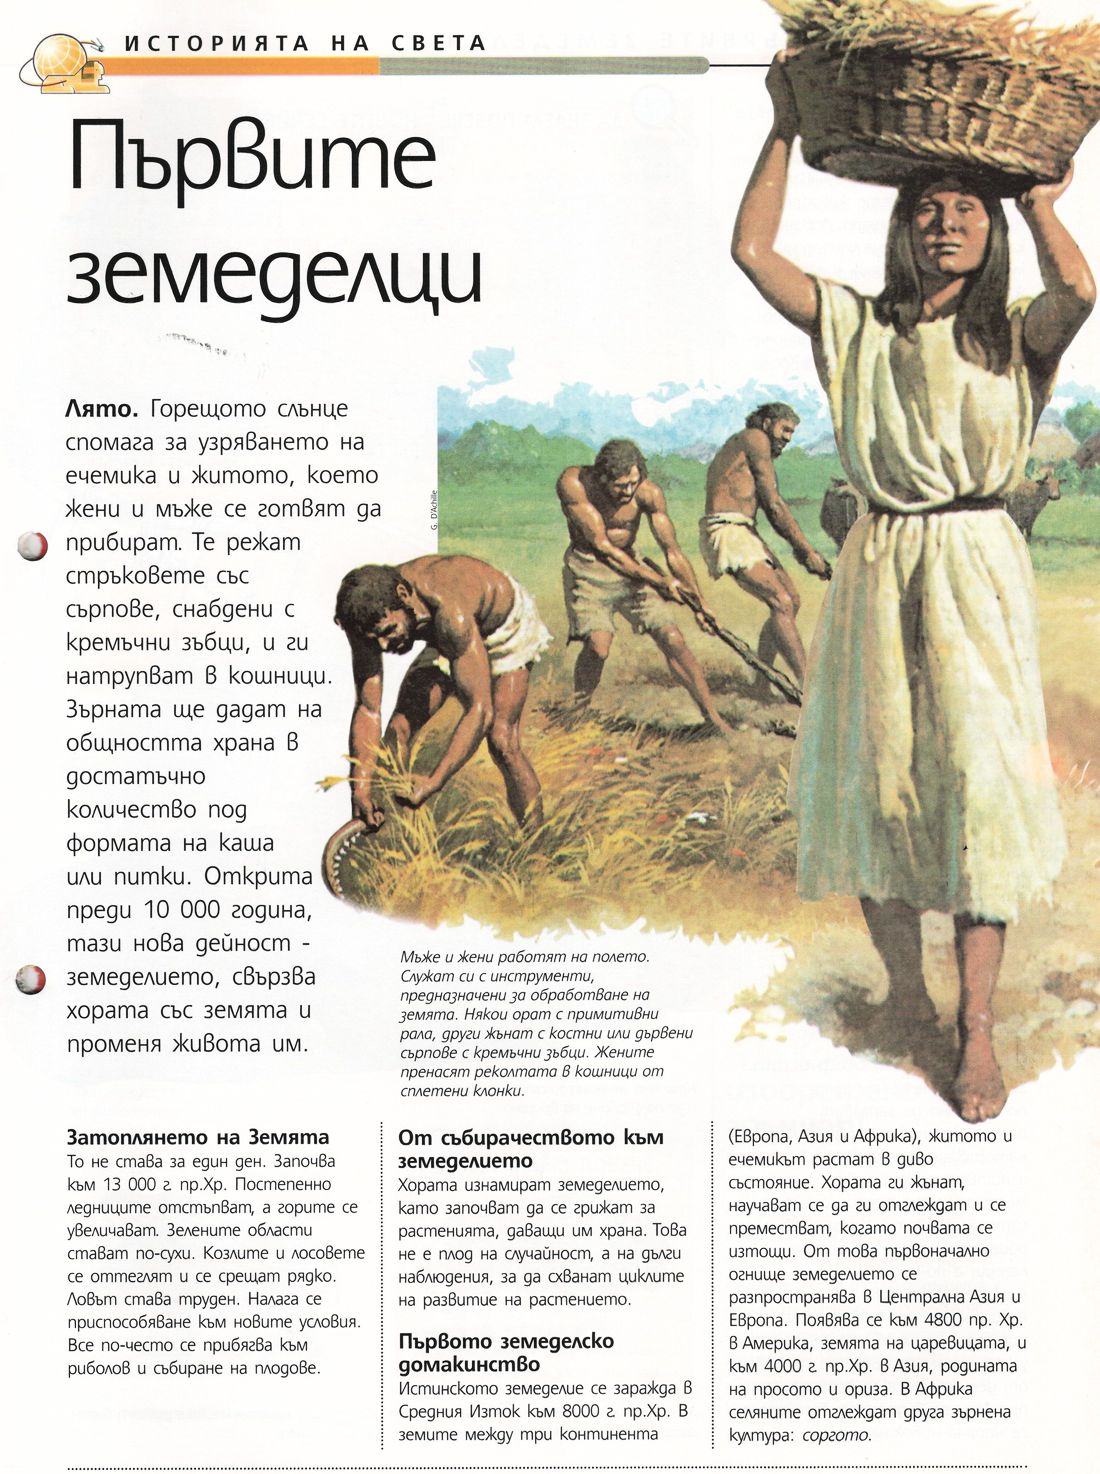 ИСТОРИЯТА НА СВЕТА
Първите
земеделци
Лято. Горещото слънце
спомага за узряването на
ечемика и житото, което
жени и мъже се готвят да
прибират. Те режат
стръковете със
сърпове, снабдени с
кремъчни зъбци, и ги
натрупват в кошници.
Зърната ще дадат на
общността храна в
достатъчно
количество под
формата на каша
или питки. Открита
преди 10 000 година,
тази нова дейност -
земеделието, свързва
хората със земята и
променя живота им.
G. D'Achille
Мъже и жени работят на полето.
Служат си с инструменти,
предназначени за обработване на
земята. Някои орат с примитивни
рала, други жънат с костни или дървени
сърпове с кремъчни зъбци. Жените
пренасят реколтата в кошници от
сплетени клонки.
Затоплянето на Земята
То не става за един ден. Започва
към 13 000 г. пр.Хр. Постепенно
ледниците отстъпват, а горите се
увеличават. Зелените области
стават по-сухи. Козлите и лосовете
се оттеглят и се срещат рядко.
Ловът става труден. Налага се
приспособяване към новите условия.
Все по-често се прибягва към
риболов и събиране на плодове.
От събирачеството към
земеделието
Хората изнамират земеделието,
като започват да се грижат за
растенията, даващи им храна. Това
не е плод на случайност, а на дълги
наблюдения, за да схванат циклите
на развитие на растението.
Първото земеделско
домакинство
Истинското земеделие се заражда в
Средния Изток към 8000 г. пр.Хр. В
земите между три континента
(Европа, Азия и Африка), житото и
ечемикът растат в диво
състояние. Хората ги жънат,
научават се да ги отглеждат и се
преместват, когато почвата се
изтощи. От това първоначално
огнище земеделието се
разпространява в Централна Азия и
Европа. Появява се към 4800 пр. Хр.
в Америка, земята на царевицата, и
към 4000 г. пр.Хр. в Азия, родината
на просото и ориза. В Африка
селяните отглеждат друга зърнена
култура: соргото.